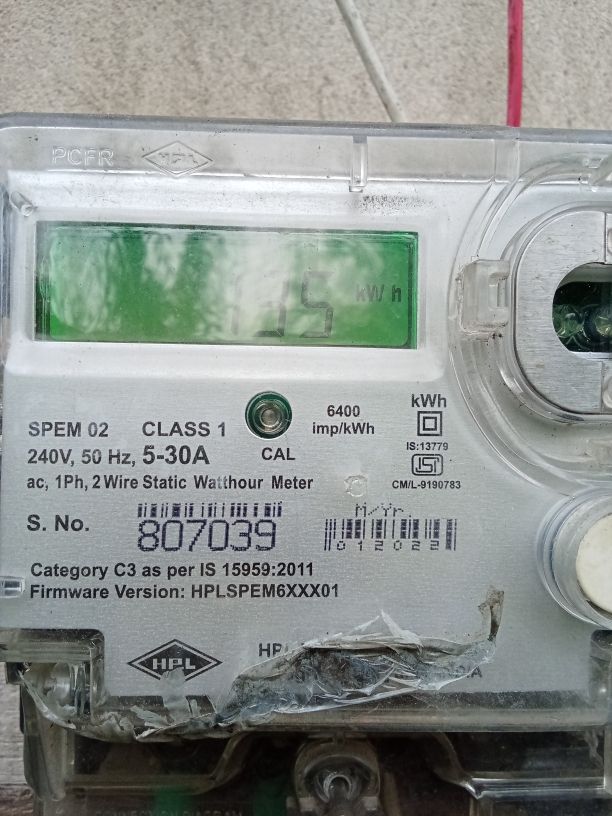 PCFR HPL
135 kW h
6400
imp/kWh
kWh
IS:13779
CM/L-9190783
SPEM 02 CLASS 1
240V, 50 Hz, 5-30A
CAL
ac, 1Ph, 2 Wire Static Watthour Meter
S. No. 807039
M/Yr.
012022
Category C3 as per IS 15959:2011
Firmware Version: HPLSPEM6XXX01
HPL